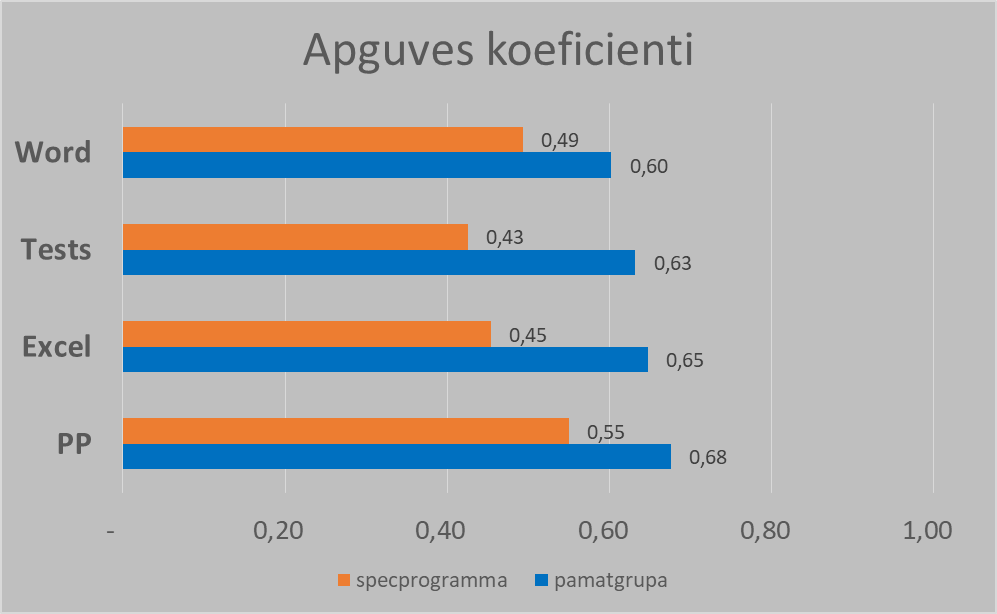 Apguves koeficienti
Word
0,49
0,60
Tests
0,43
0,63
Excel
0,45
0,65
PP
0,55
0,68
- 0,20 0,40 0,60 0,80 1,00
specprogramma pamatgrupa